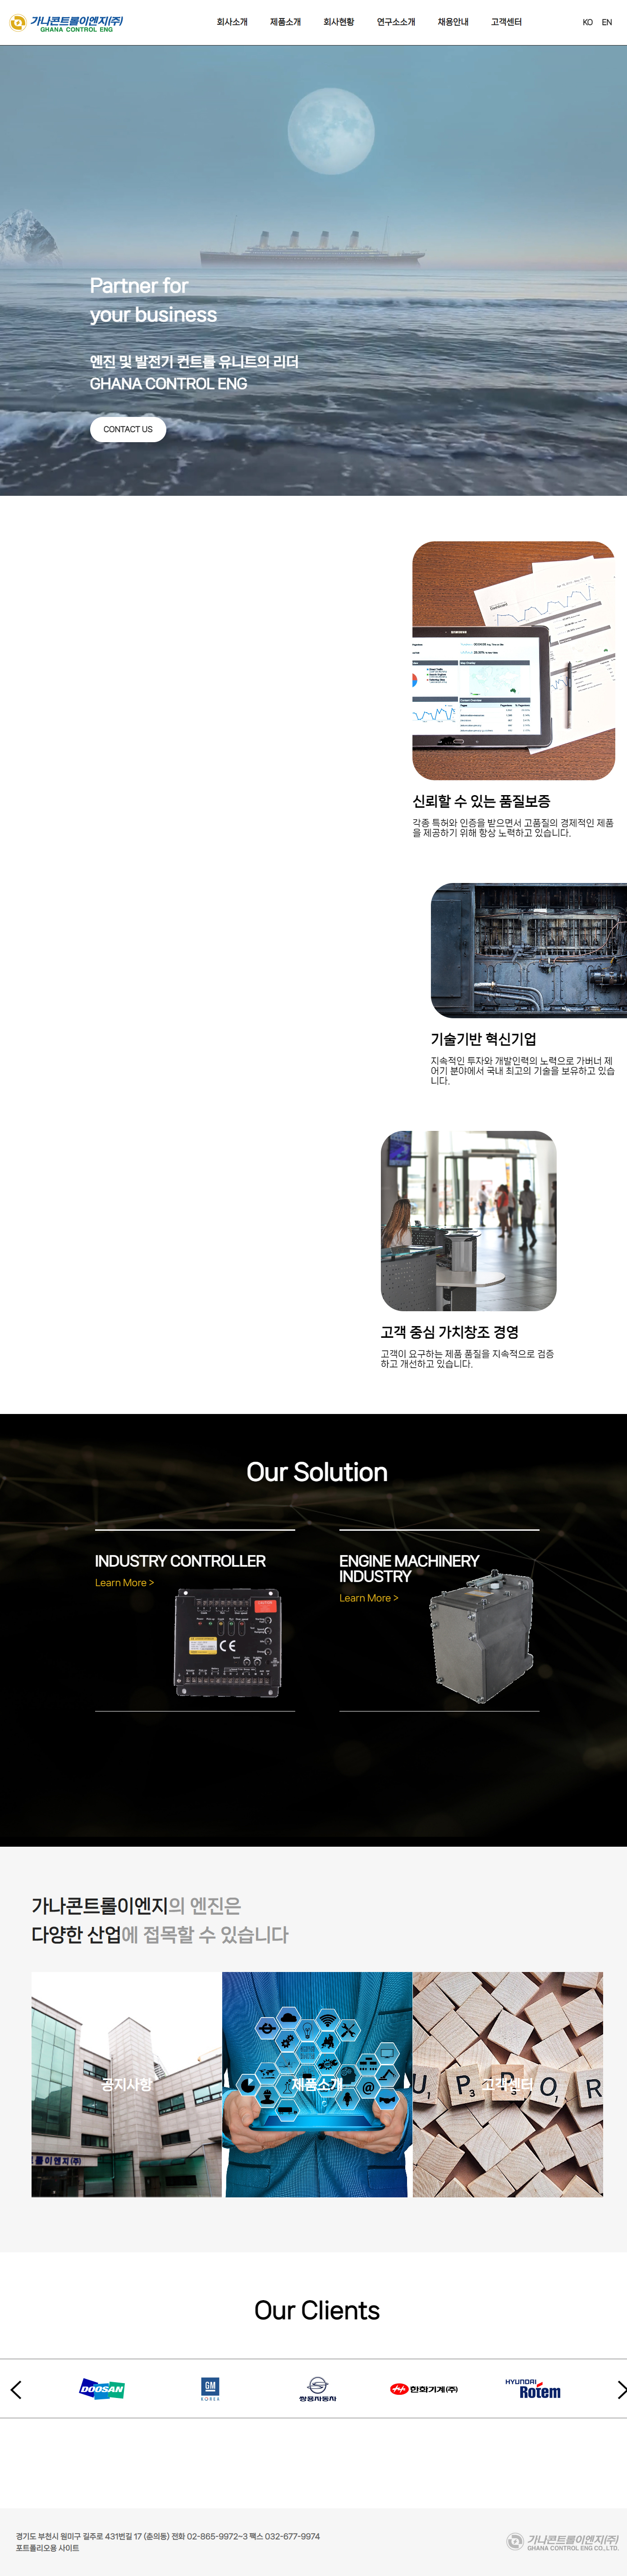 가나콘트롤이엔지(주)
GHANA CONTROL ENG
회사소개 제품소개 회사현황 연구소소개 채용안내 고객센터
KO EN
Partner for
your business
엔진 및 발전기 컨트롤 유니트의 리더
GHANA CONTROL ENG
CONTACT US
신뢰할 수 있는 품질보증
각종 특허와 인증을 받으면서 고품질의 경제적인 제품
을 제공하기 위해 항상 노력하고 있습니다.
기술기반 혁신기업
지속적인 투자와 개발인력의 노력으로 가버너 제
어기 분야에서 국내 최고의 기술을 보유하고 있습
니다.
고객 중심 가치창조 경영
고객이 요구하는 제품 품질을 지속적으로 검증
하고 개선하고 있습니다.
Our Solution
INDUSTRY CONTROLLER
Learn More >
CE
ENGINE MACHINERY
INDUSTRY
Learn More >
가나콘트롤이엔지의 엔진은
다양한 산업에 접목할 수 있습니다
공지사항
제품소개
고객센터
롤이엔지(주)
U P P O R
Our Clients
DOOSAN
GM
KOREA
쌍용자동차
한화기계(주)
HYUNDAI
Rotem
경기도 부천시 원미구 길주로 431번길 17 (춘의동) 전화 02-865-9972~3 팩스 032-677-9974
포트폴리오용 사이트
가나콘트롤이엔지(주)
GHANA CONTROL ENG CO.,LTD.